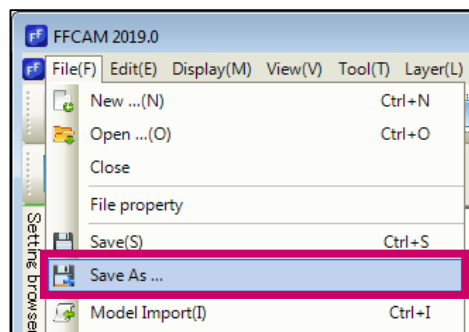 FFCAM 2019.0
File(F) Edit(E) Display(M) View(V) Tool(T) Layer(L)
New ...(N) Ctrl+N
Open ...(O) Ctrl+O
Close
File property
Save(S) Ctrl+S
Save As ...
Model Import(I) Ctrl+I
Setting browser